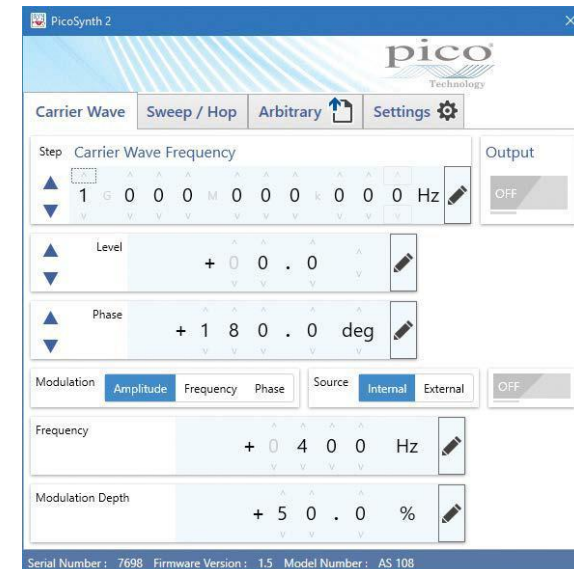 PicoSynth 2
pico
Technology
Carrier Wave Sweep / Hop Arbitrary Settings
Step Carrier Wave Frequency Output
1 G 0 0 0 M 0 0 0 k 0 0 0 Hz OFF
Level
+ 0 0 . 0
Phase
+ 1 8 0 . 0 deg
Modulation Amplitude Frequency Phase Source Internal External OFF
Frequency
+ 0 4 0 0 Hz
Modulation Depth
+ 5 0 . 0 %
Serial Number : 7698 Firmware Version : 1.5 Model Number : AS 108